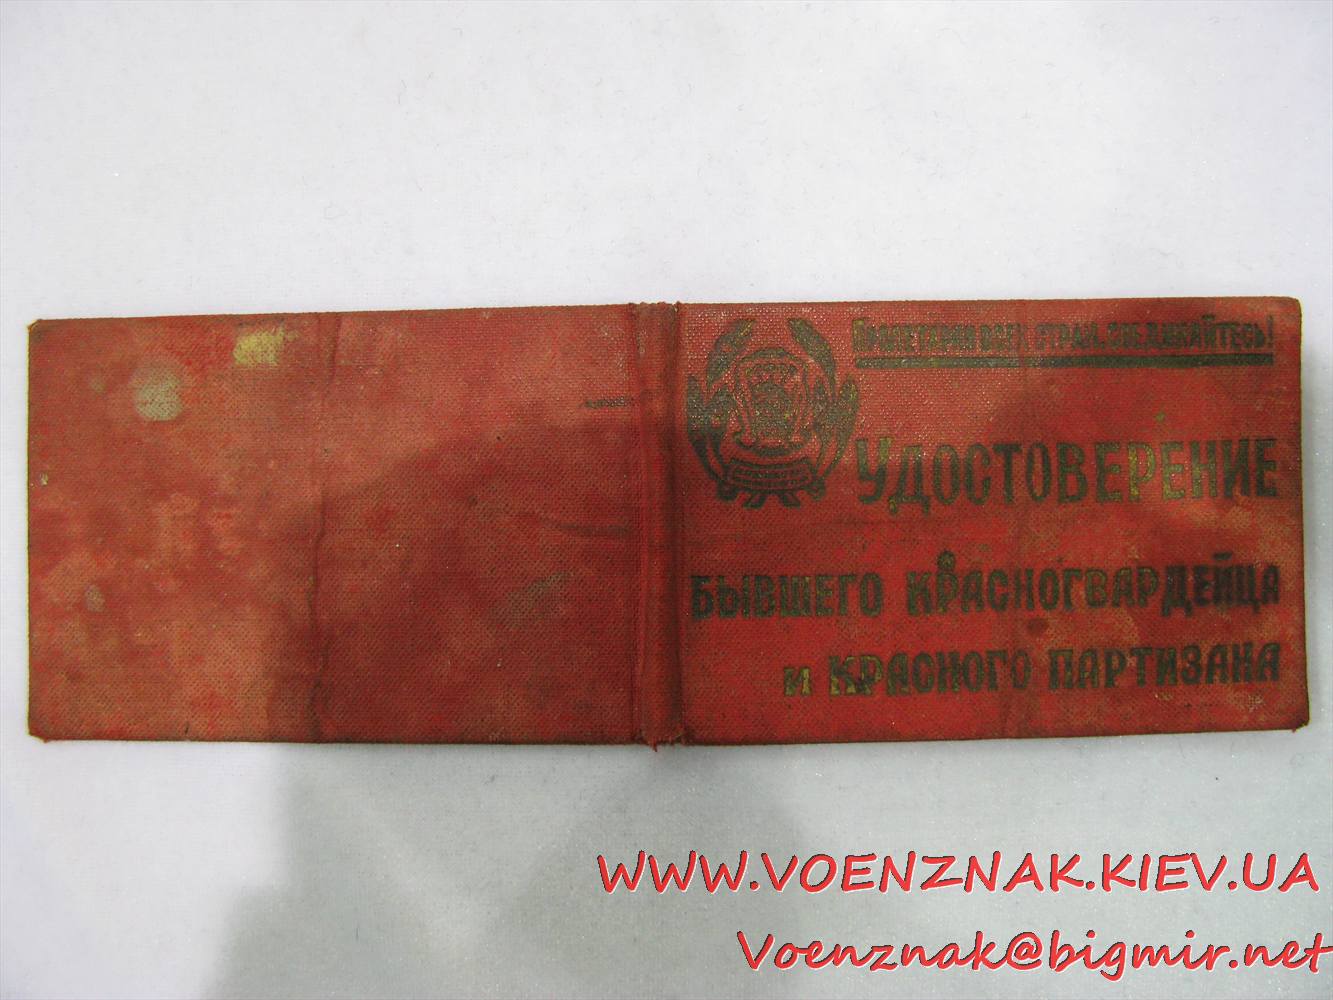 Пролетарии всех стран, соединяйтесь!
УДОСТОВЕРЕНИЕ
БЫВШЕГО КРАСНОГВАРДЕЙЦА
и КРАСНОГО ПАРТИЗАНА
WWW.VOENZNAK.KIEV.UA
Voenznak@bigmir.net